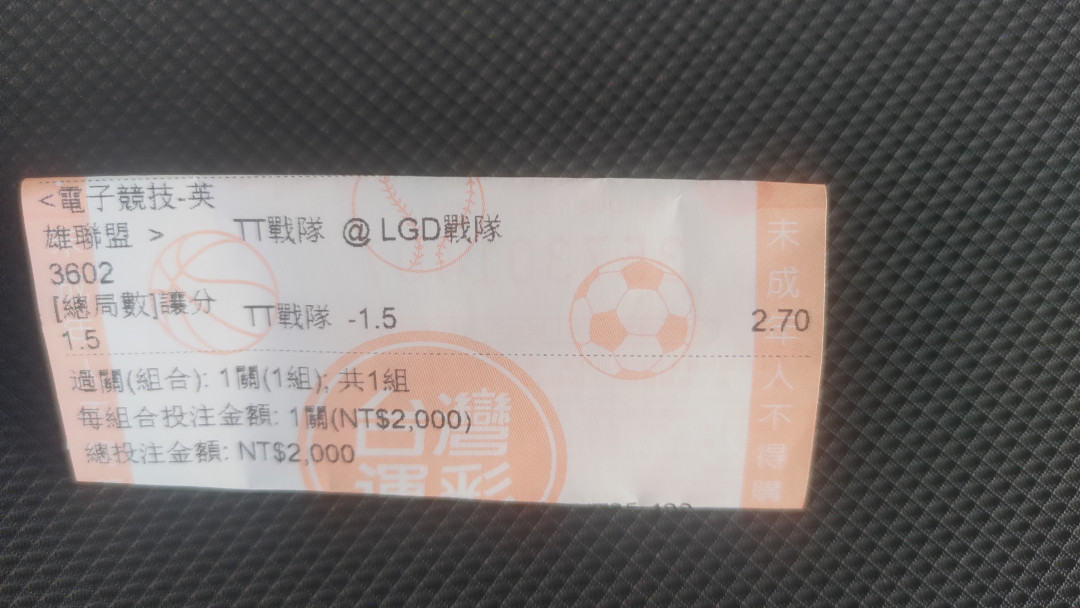 <電子競技-英
雄聯盟 > TT戰隊 @ LGD戰隊
3602
[總局數]讓分 TT戰隊 -1.5 2.70
1.5
過關(組合): 1關(1組); 共1組
每組合投注金額: 1關(NT$2,000)
總投注金額: NT$2,000
台灣
運彩
未成年人不得購